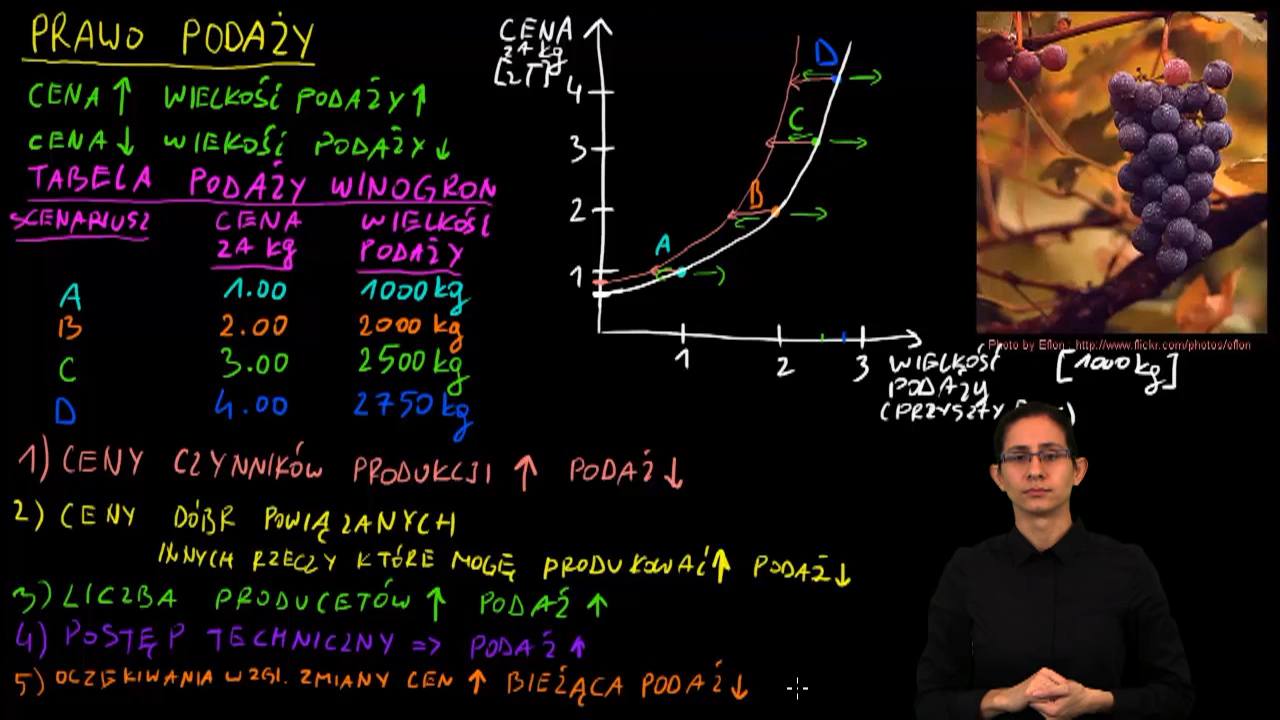 PRAWO PODAŻY
CENA ↑ WIELKOŚĆ PODAŻY ↑
CENA ↓ WIEKOŚĆ PODAŻY ↓
TABELA PODAŻY WINOGRON
SCENARIUSZ CENA ZA kg WIELKOŚĆ PODAŻY
A 1.00 1000 kg
B 2.00 2000 kg
C 3.00 2500 kg
D 4.00 2750 kg
CENA
ZA kg
[ZŁ]
4
3
2
1
A
B
C
D
1 2 3
WIELKOŚĆ
PODAŻY
[1000 kg]
Photo by Eflon : http://www.flickr.com/photos/eflon
1) CENY CZYNNIKÓW PRODUKCJI ↑ PODAŻ ↓
2) CENY DÓBR POWIĄZANYCH
INNYCH RZECZY KTÓRE MOGĘ PRODUKOWAĆ ↑ PODAŻ ↓
3) LICZBA PRODUCETÓW ↑ PODAŻ ↑
4) POSTĘP TECHNICZNY => PODAŻ ↑
5) OCZEKIWANIA WZGL. ZMIANY CEN ↑ BIEŻĄCA PODAŻ ↓